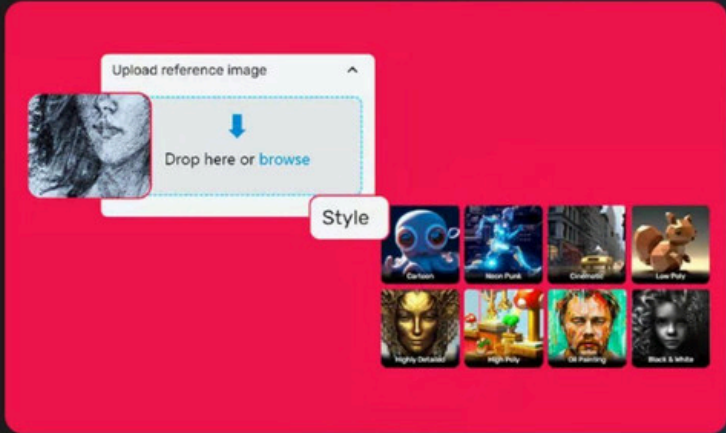 Upload reference image
Drop here or browse
Style
Cartoon
Neon Punk
Cinematic
Low Poly
Highly Detailed
High Poly
Oil Painting
Black & White